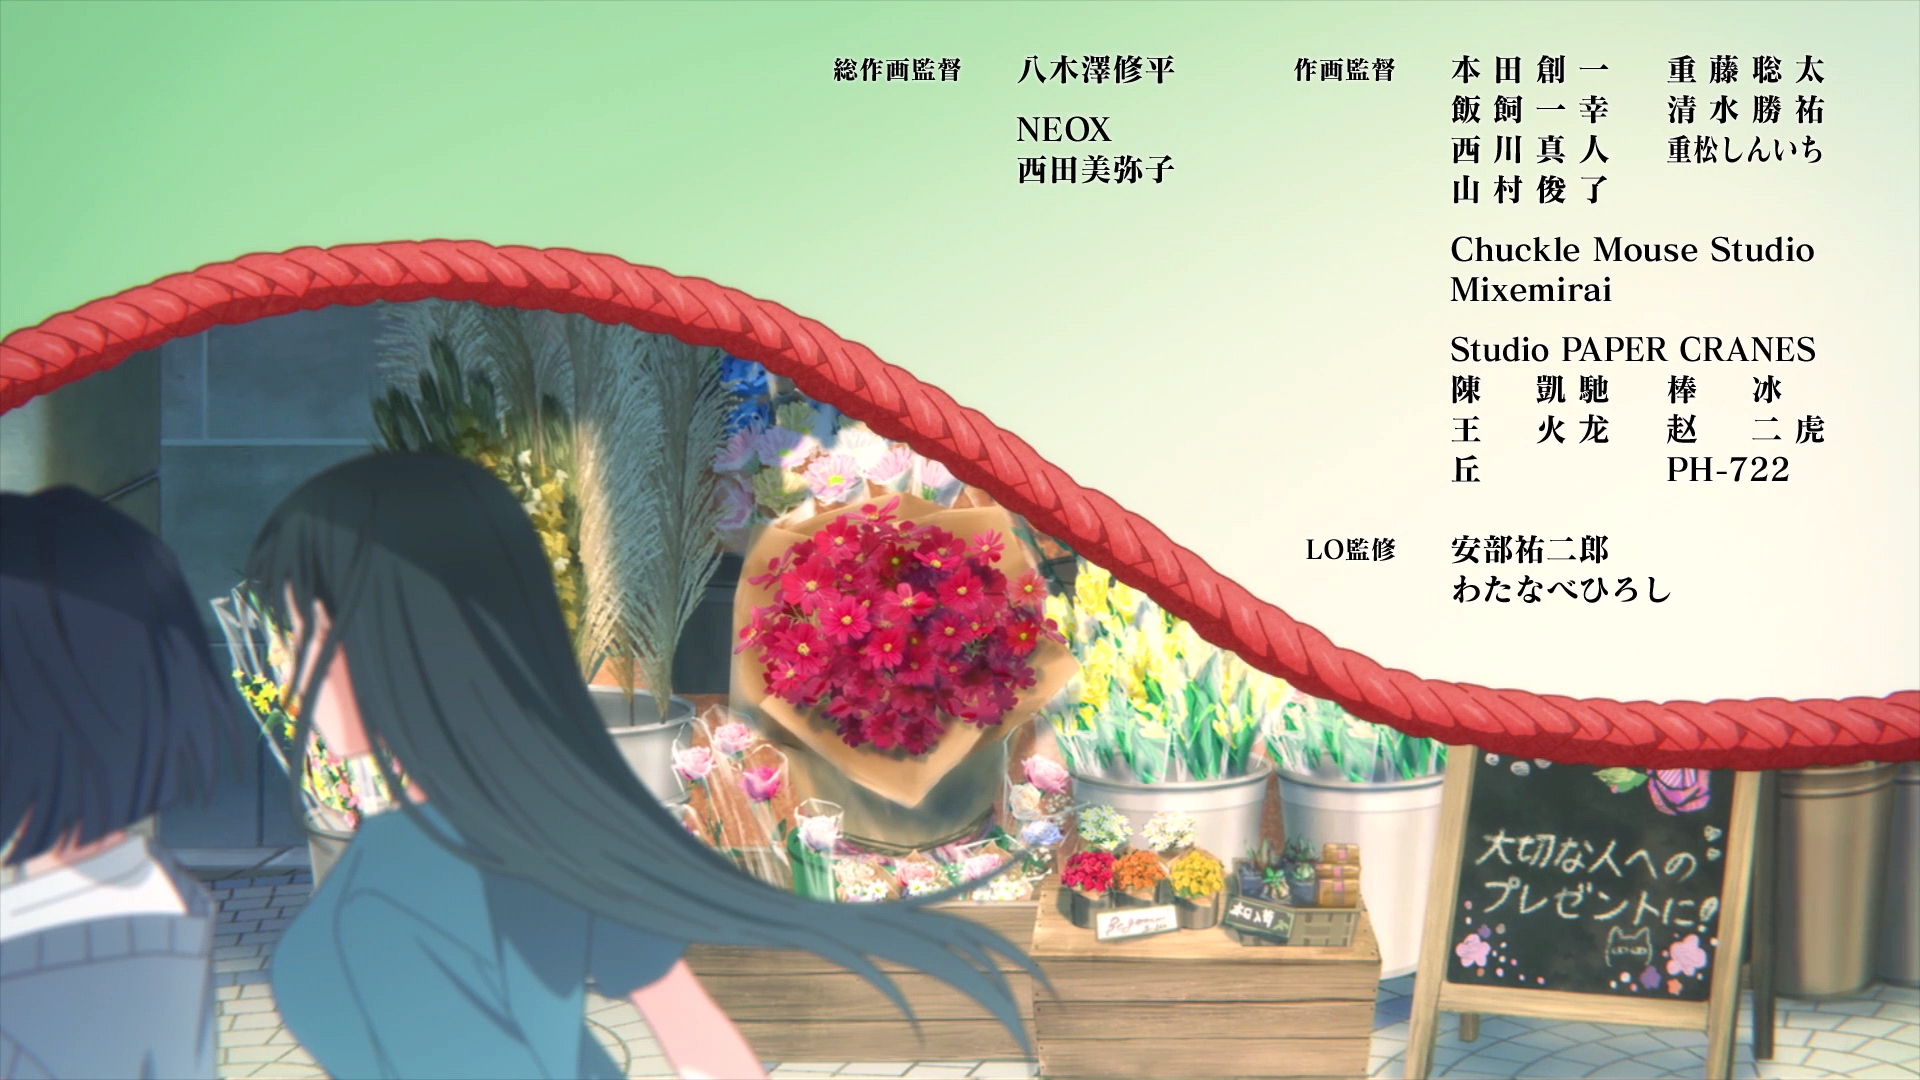 総作画監督
八木澤修平
NEOX
西田美弥子
作画監督
本田創一 重藤聡太
飯飼一幸 清水勝祐
西川真人 重松しんいち
山村俊了
Chuckle Mouse Studio
Mixemirai
Studio PAPER CRANES
陳 凱馳 棒 冰
王 火龙 赵 二虎
丘 PH-722
LO監修
安部祐二郎
わたなべひろし
大切な人への
プレゼントに!